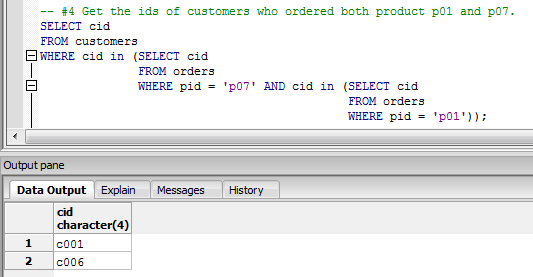 -- #4 Get the ids of customers who ordered both product p01 and p07.
SELECT cid
FROM customers
WHERE cid in (SELECT cid
FROM orders
WHERE pid = 'p07' AND cid in (SELECT cid
FROM orders
WHERE pid = 'p01'));
Output pane
Data Output Explain Messages History
cid
character(4)
1 c001
2 c006